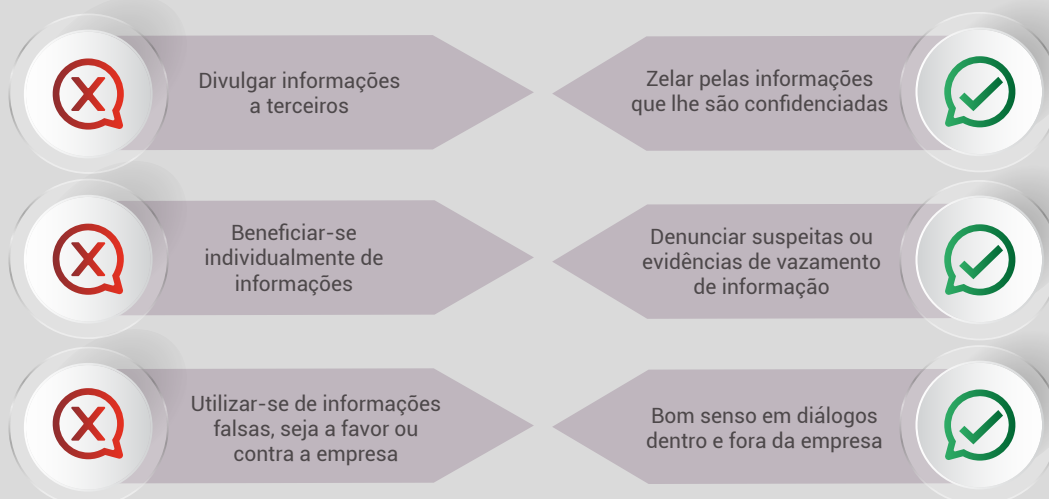 Divulgar informações
a terceiros
Zelar pelas informações
que lhe são confidenciadas
Beneficiar-se
individualmente de
informações
Denunciar suspeitas ou
evidências de vazamento
de informação
Utilizar-se de informações
falsas, seja a favor ou
contra a empresa
Bom senso em diálogos
dentro e fora da empresa